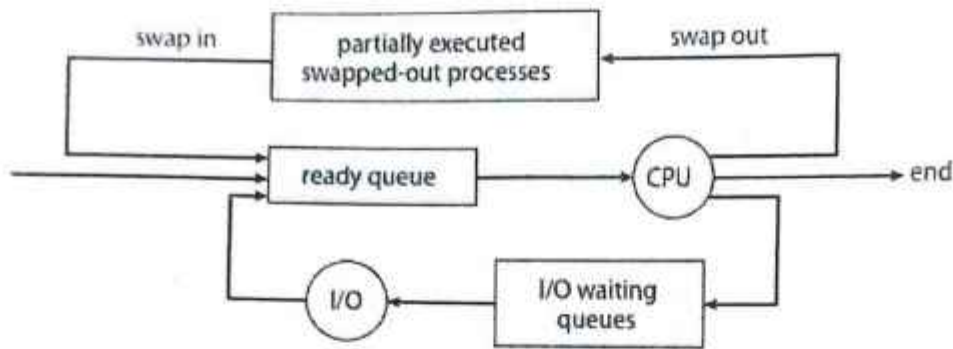 swap in
partially executed
swapped-out processes
swap out
ready queue
CPU
end
I/O
I/O waiting
queues